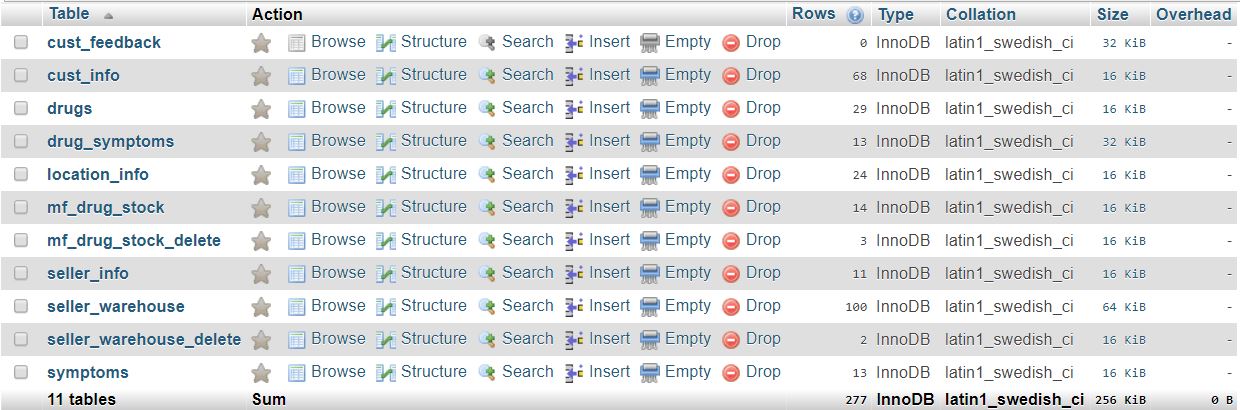 Table Action Rows Type Collation Size Overhead
cust_feedback Browse Structure Search Insert Empty Drop 0 InnoDB latin1_swedish_ci 32 KiB -
cust_info Browse Structure Search Insert Empty Drop 68 InnoDB latin1_swedish_ci 16 KiB -
drugs Browse Structure Search Insert Empty Drop 29 InnoDB latin1_swedish_ci 16 KiB -
drug_symptoms Browse Structure Search Insert Empty Drop 13 InnoDB latin1_swedish_ci 32 KiB -
location_info Browse Structure Search Insert Empty Drop 24 InnoDB latin1_swedish_ci 16 KiB -
mf_drug_stock Browse Structure Search Insert Empty Drop 14 InnoDB latin1_swedish_ci 16 KiB -
mf_drug_stock_delete Browse Structure Search Insert Empty Drop 3 InnoDB latin1_swedish_ci 16 KiB -
seller_info Browse Structure Search Insert Empty Drop 11 InnoDB latin1_swedish_ci 16 KiB -
seller_warehouse Browse Structure Search Insert Empty Drop 100 InnoDB latin1_swedish_ci 64 KiB -
seller_warehouse_delete Browse Structure Search Insert Empty Drop 2 InnoDB latin1_swedish_ci 16 KiB -
symptoms Browse Structure Search Insert Empty Drop 13 InnoDB latin1_swedish_ci 16 KiB -
11 tables Sum 277 InnoDB latin1_swedish_ci 256 KiB 0 B